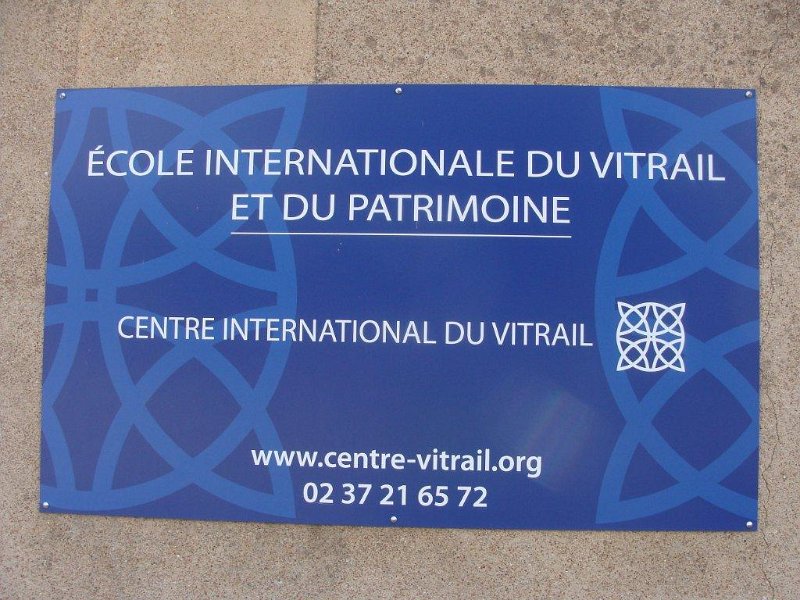 ÉCOLE INTERNATIONALE DU VITRAIL
ET DU PATRIMOINE
CENTRE INTERNATIONAL DU VITRAIL
www.centre-vitrail.org
02 37 21 65 72